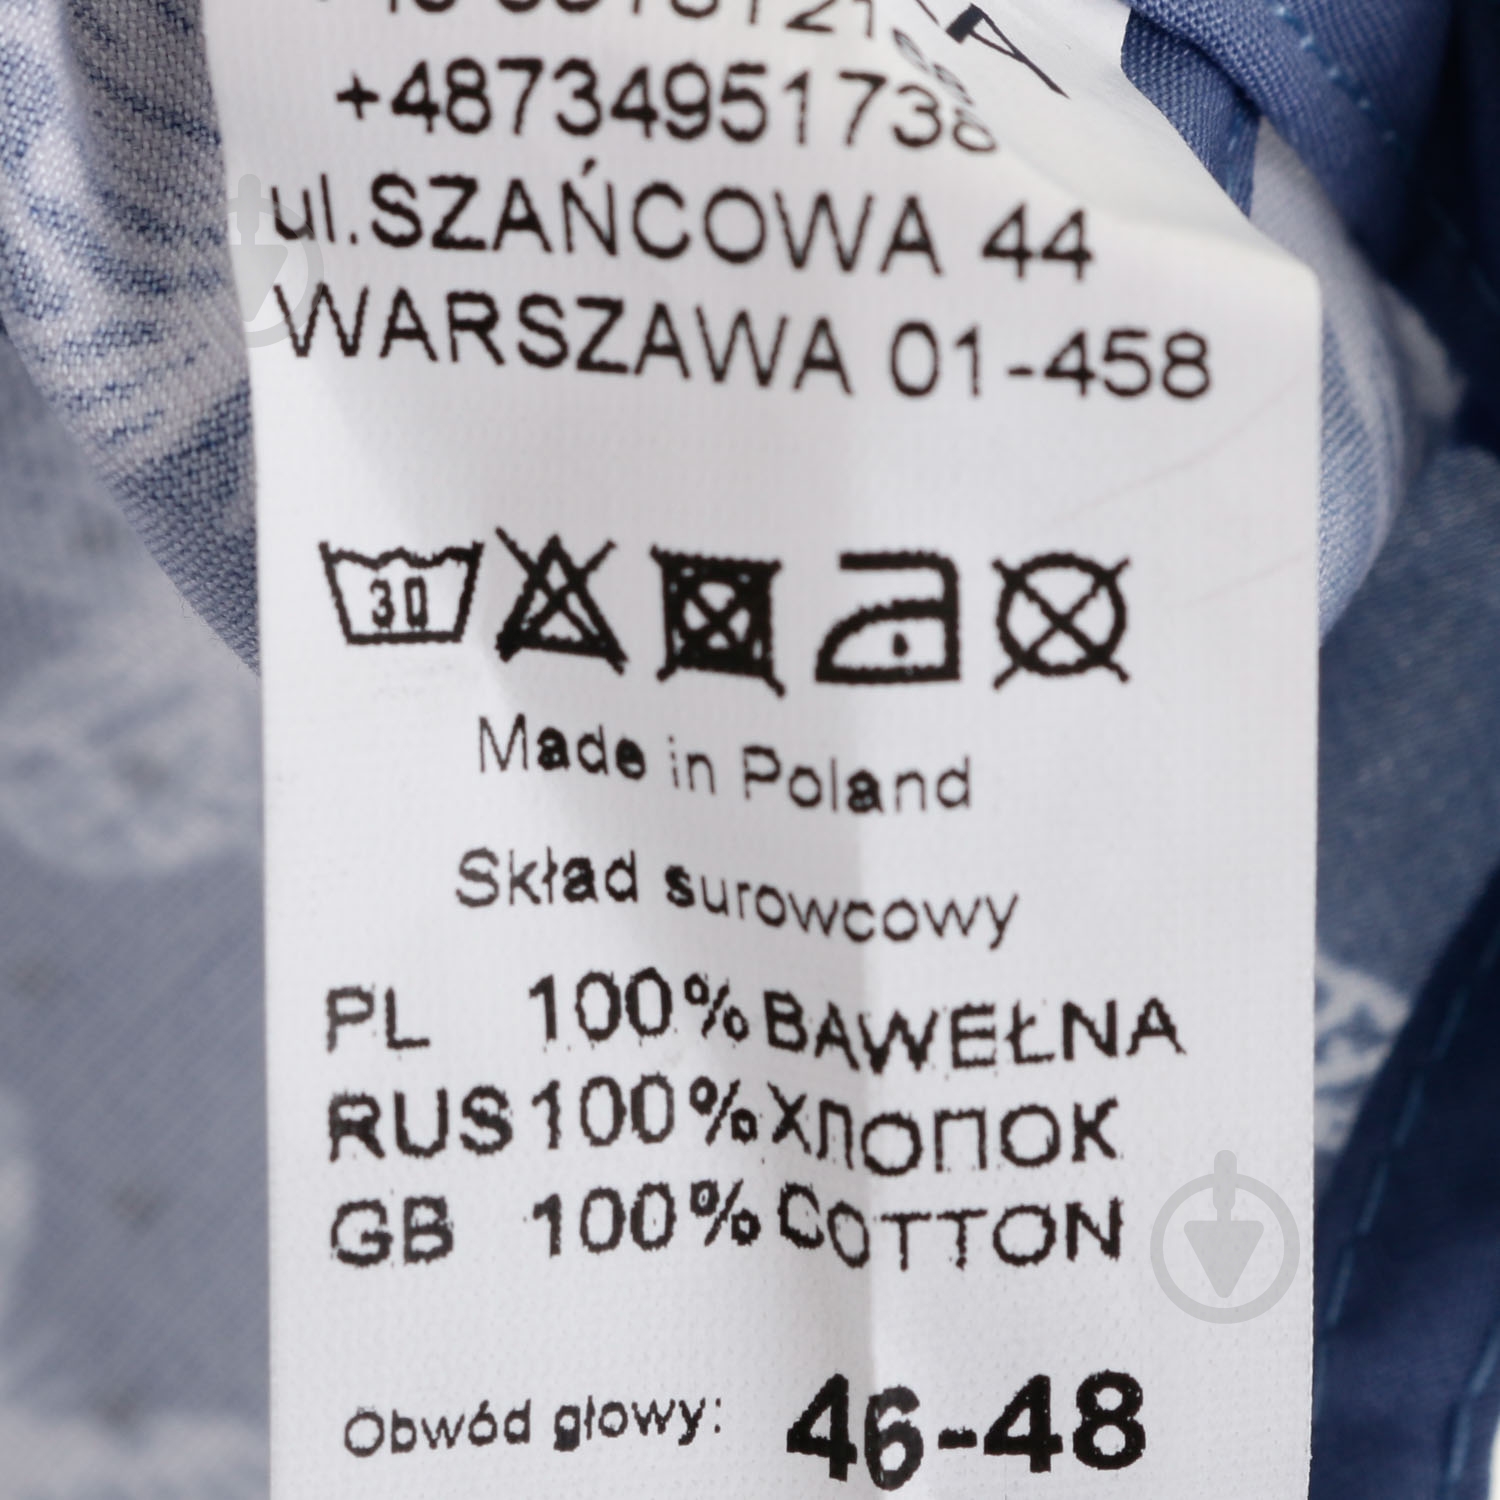 +48734951738
ul.SZAŃCOWA 44
WARSZAWA 01-458
30
Made in Poland
Skład surowcowy
PL 100% BAWEŁNA
RUS 100% ХЛОПОК
GB 100% COTTON
Obwód głowy: 46-48